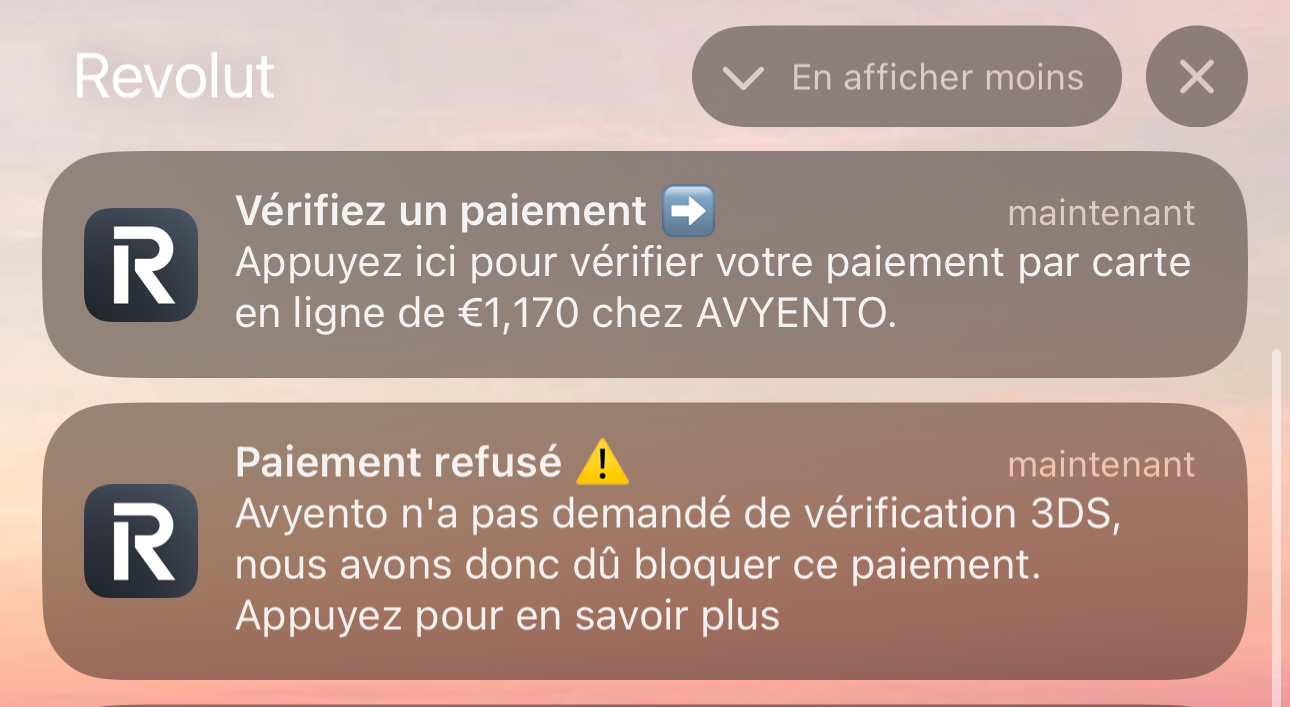 Revolut
En afficher moins
Vérifiez un paiement ➡️
maintenant
Appuyez ici pour vérifier votre paiement par carte
en ligne de €1,170 chez AVYENTO.
Paiement refusé ⚠️
maintenant
Avyento n'a pas demandé de vérification 3DS,
nous avons donc dû bloquer ce paiement.
Appuyez pour en savoir plus